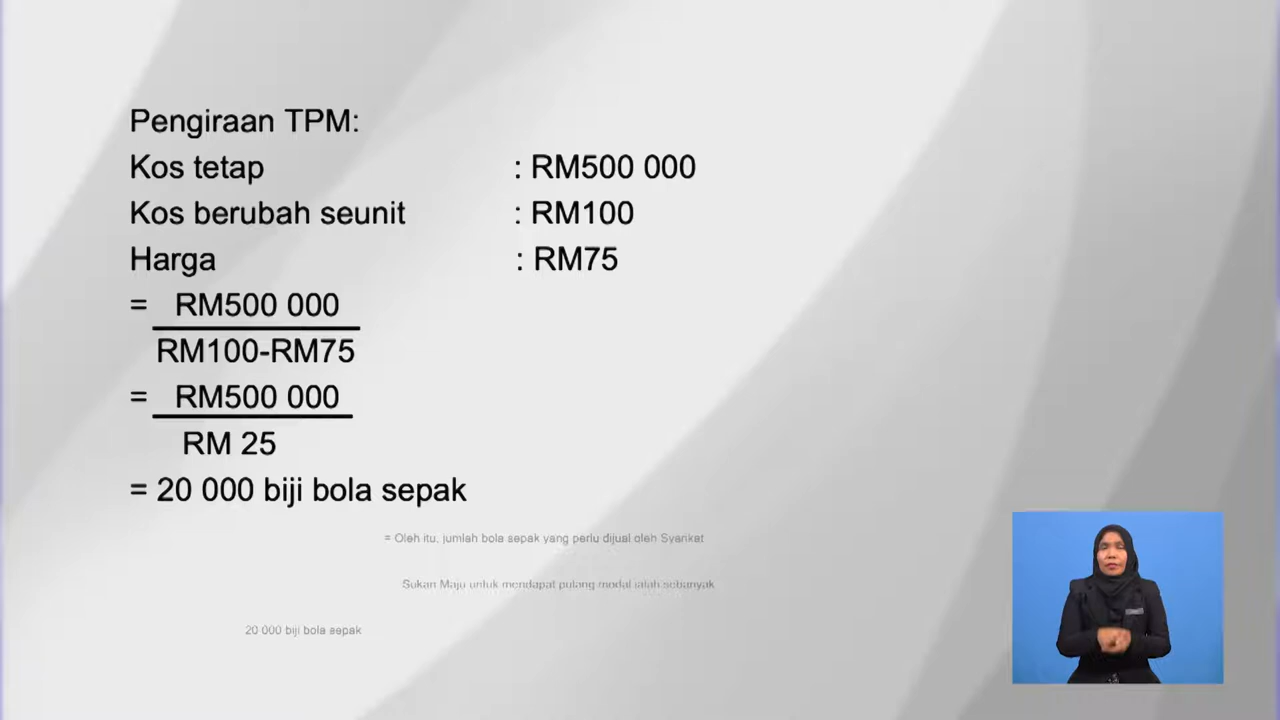 Pengiraan TPM:
Kos tetap : RM500 000
Kos berubah seunit : RM100
Harga : RM75
= RM500 000
RM100-RM75
= RM500 000
RM 25
= 20 000 biji bola sepak
= Oleh itu, jumlah bola sepak yang perlu dijual oleh Syarikat
Sukan Maju untuk mendapat pulang modal ialah sebanyak
20 000 biji bola sepak